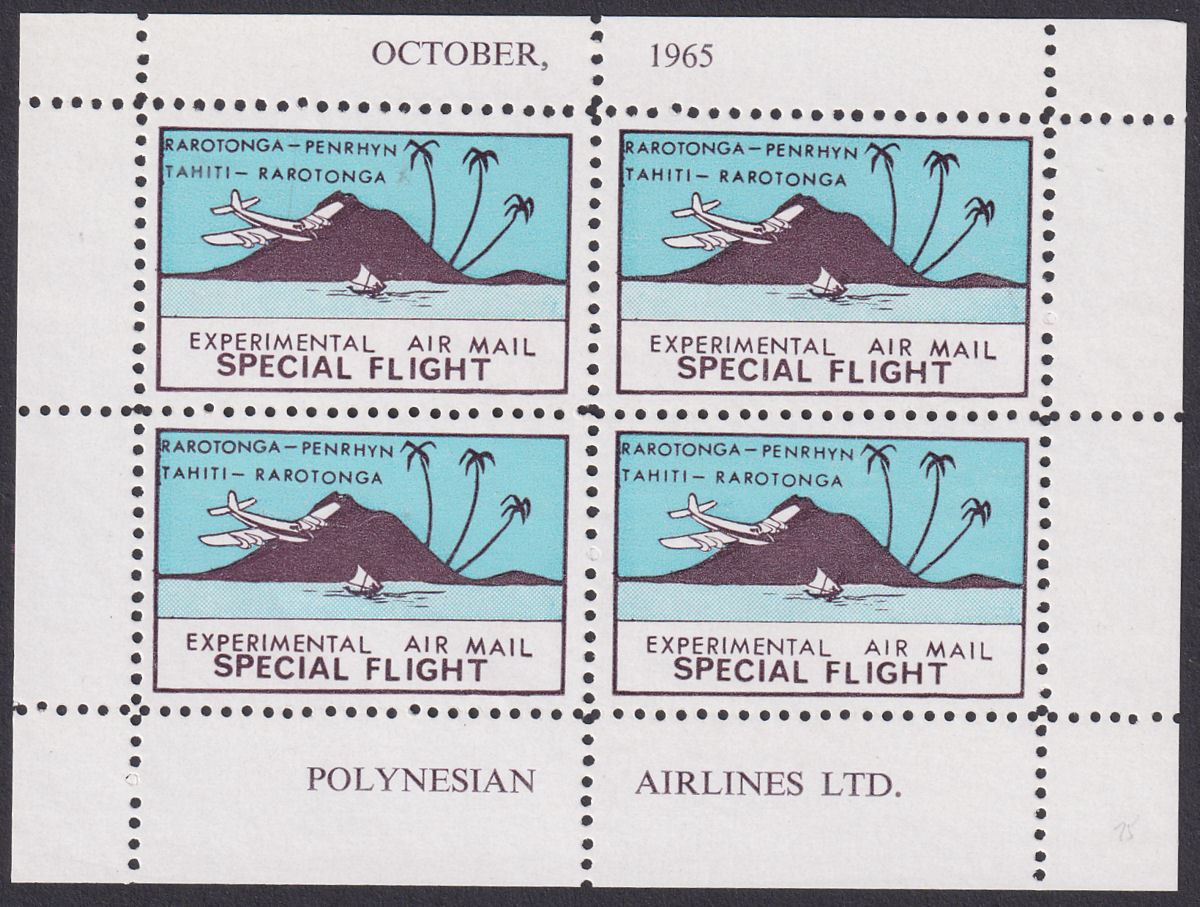 OCTOBER, 1965
RAROTONGA–PENRHYN
TAHITI–RAROTONGA
EXPERIMENTAL AIR MAIL
SPECIAL FLIGHT
RAROTONGA–PENRHYN
TAHITI–RAROTONGA
EXPERIMENTAL AIR MAIL
SPECIAL FLIGHT
RAROTONGA–PENRHYN
TAHITI–RAROTONGA
EXPERIMENTAL AIR MAIL
SPECIAL FLIGHT
RAROTONGA–PENRHYN
TAHITI–RAROTONGA
EXPERIMENTAL AIR MAIL
SPECIAL FLIGHT
POLYNESIAN AIRLINES LTD.